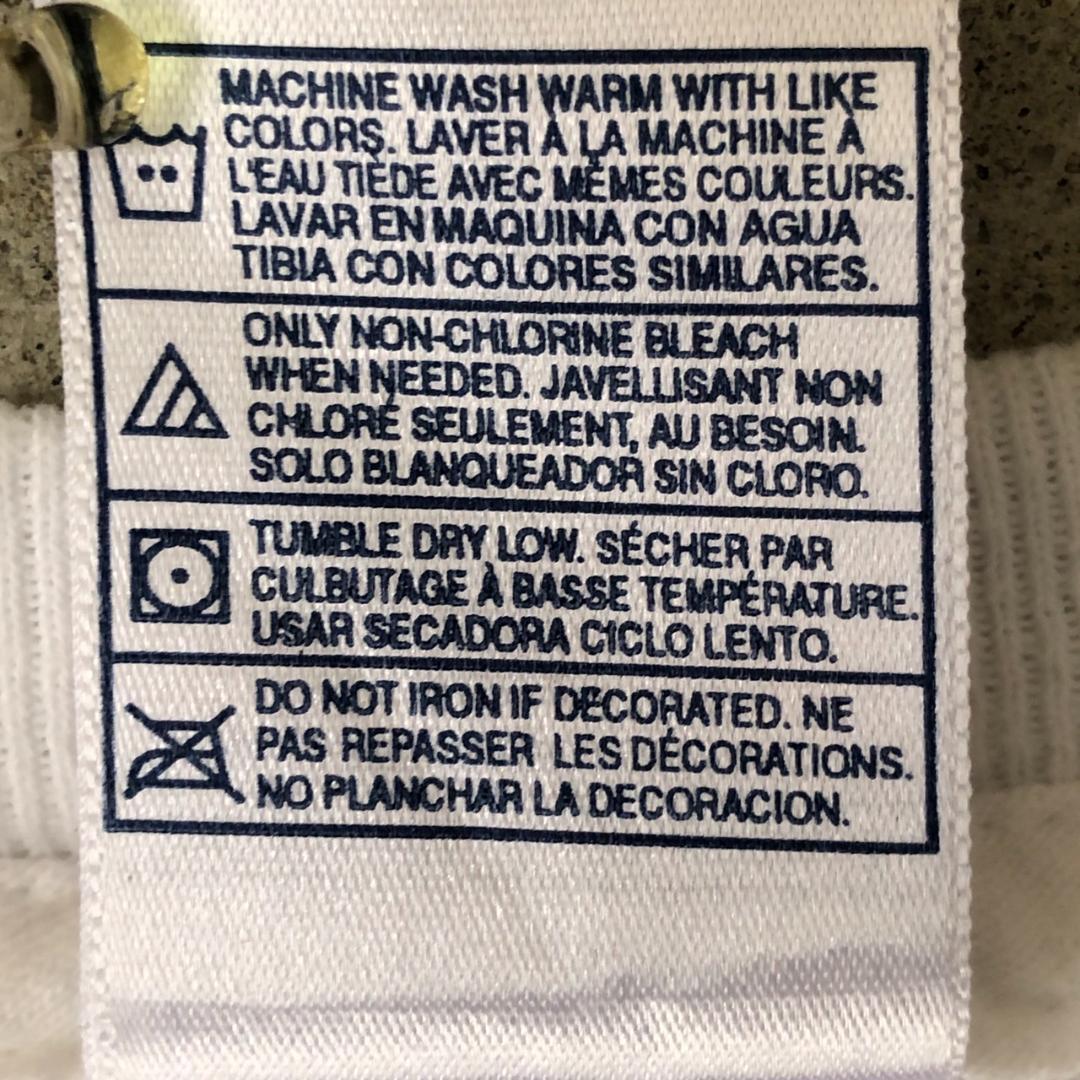 MACHINE WASH WARM WITH LIKE
COLORS. LAVER À LA MACHINE À
L'EAU TIÈDE AVEC MÊMES COULEURS.
LAVAR EN MAQUINA CON AGUA
TIBIA CON COLORES SIMILARES.
ONLY NON-CHLORINE BLEACH
WHEN NEEDED. JAVELLISANT NON
CHLORÉ SEULEMENT, AU BESOIN.
SOLO BLANQUEADOR SIN CLORO.
TUMBLE DRY LOW. SÉCHER PAR
CULBUTAGE À BASSE TEMPÉRATURE.
USAR SECADORA CICLO LENTO.
DO NOT IRON IF DECORATED. NE
PAS REPASSER LES DÉCORATIONS.
NO PLANCHAR LA DECORACION.